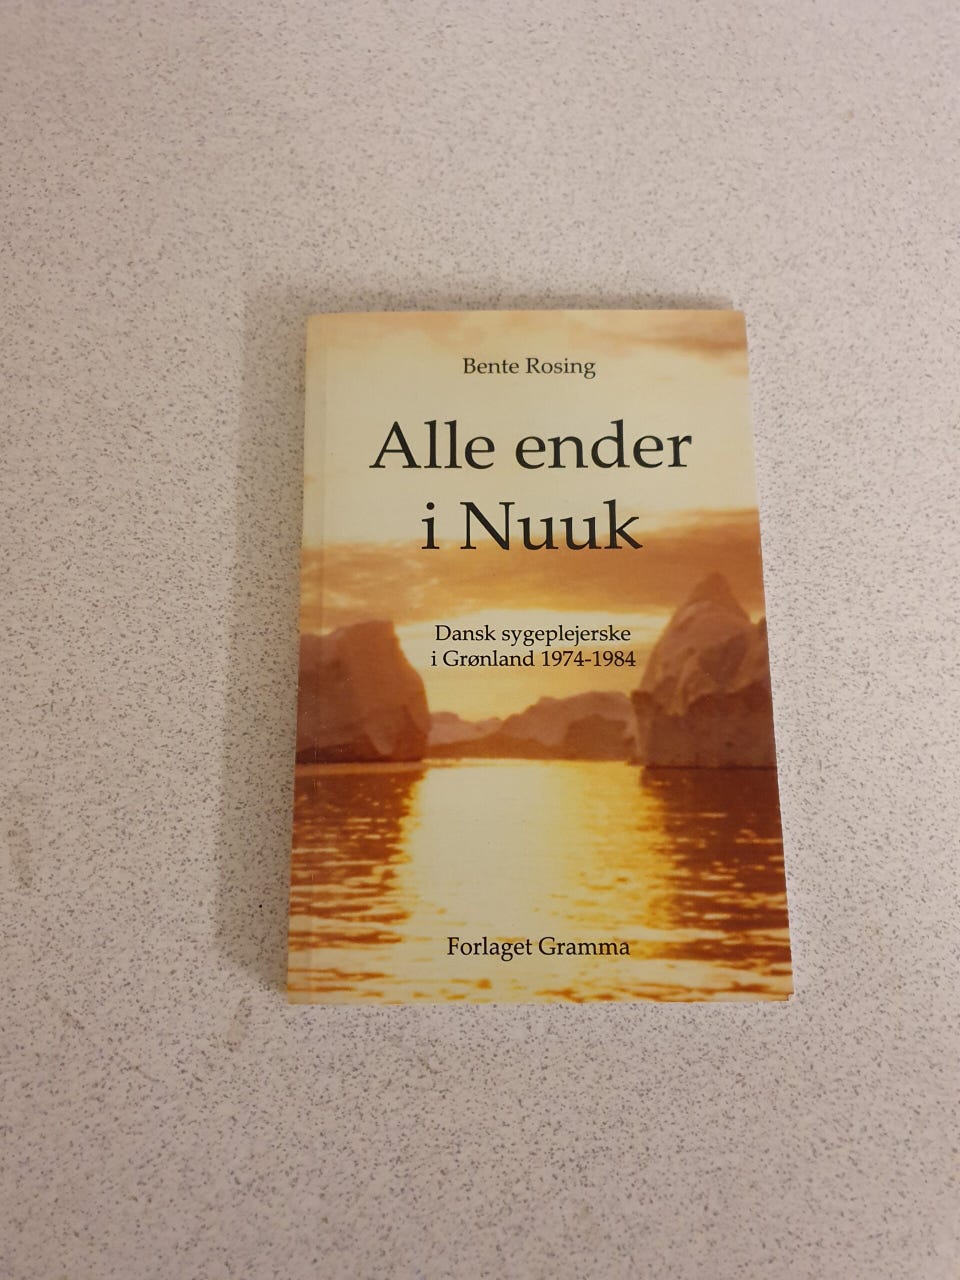 Bente Rosing
Alle ender
i Nuuk
Dansk sygeplejerske
i Grønland 1974-1984
Forlaget Gramma